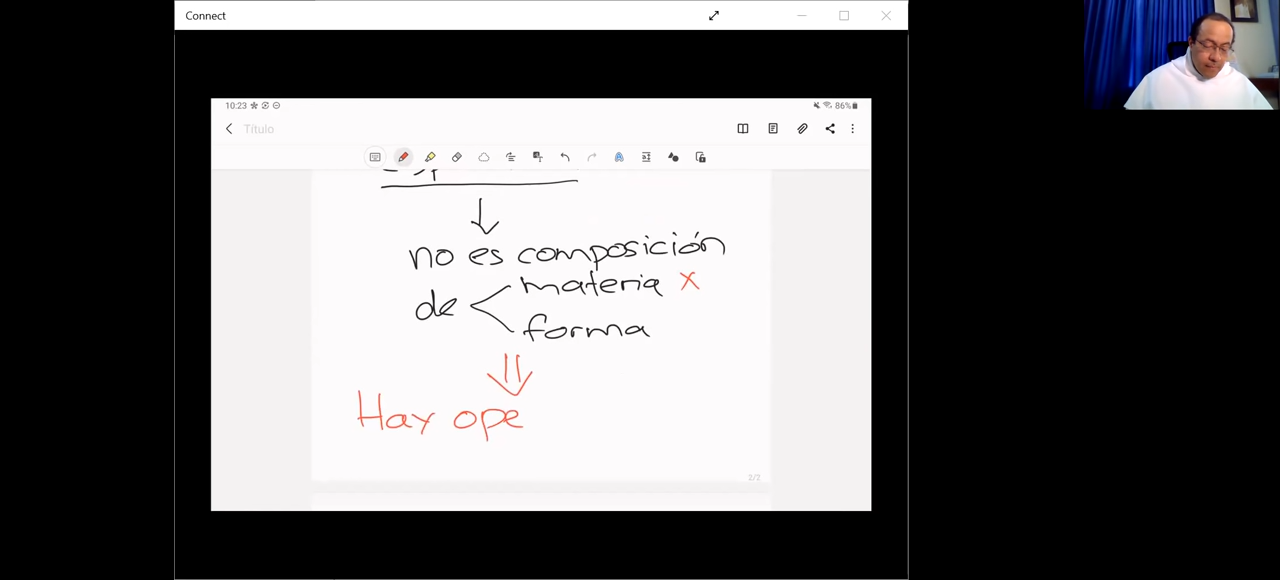 Connect
10:23 86%
Título
no es composición
materia x
de
forma
Hay ope
2/2